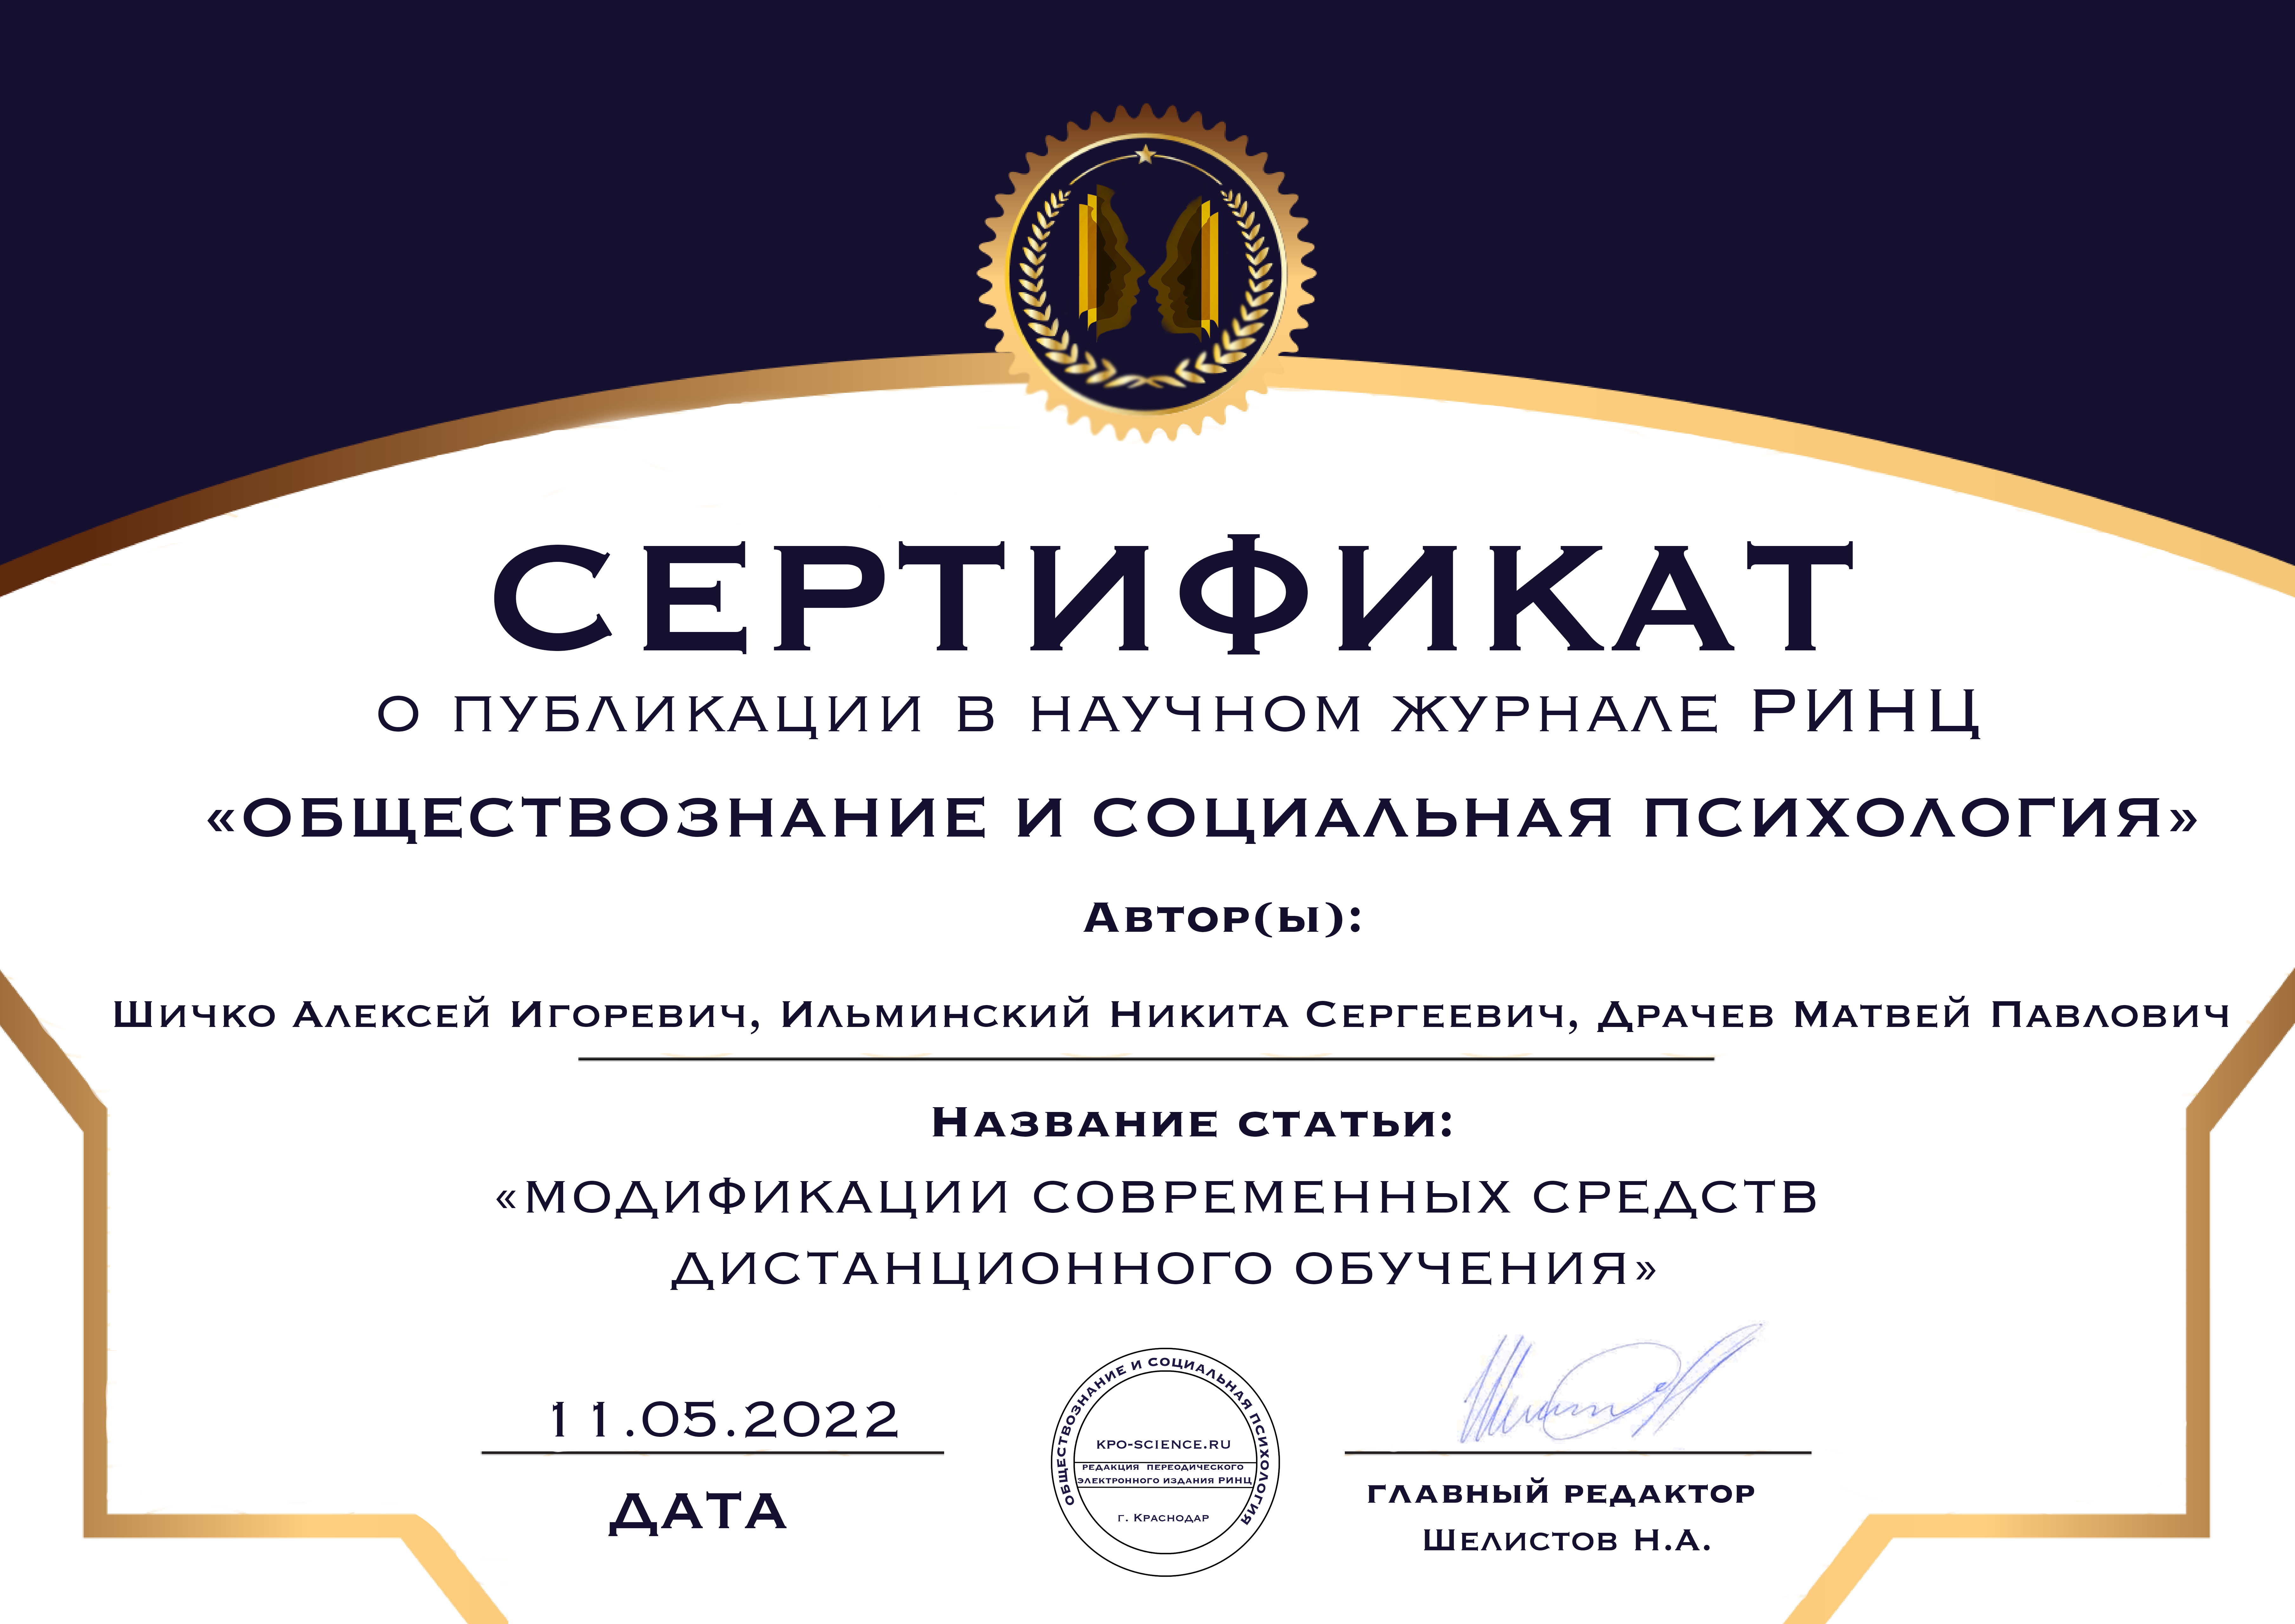 СЕРТИФИКАТ
О ПУБЛИКАЦИИ В НАУЧНОМ ЖУРНАЛЕ РИНЦ
«ОБЩЕСТВОЗНАНИЕ И СОЦИАЛЬНАЯ ПСИХОЛОГИЯ»
Автор(ы):
Шичко Алексей Игоревич, Ильминский Никита Сергеевич, Драчев Матвей Павлович
Название статьи:
«МОДИФИКАЦИИ СОВРЕМЕННЫХ СРЕДСТВ
ДИСТАНЦИОННОГО ОБУЧЕНИЯ»
11.05.2022
ДАТА
ОБЩЕСТВОЗНАНИЕ И СОЦИАЛЬНАЯ ПСИХОЛОГИЯ
KPO-SCIENCE.RU
РЕДАКЦИЯ ПЕРЕОДИЧЕСКОГО
ЭЛЕКТРОННОГО ИЗДАНИЯ РИНЦ
г. Краснодар
ГЛАВНЫЙ РЕДАКТОР
Шелистов Н.А.